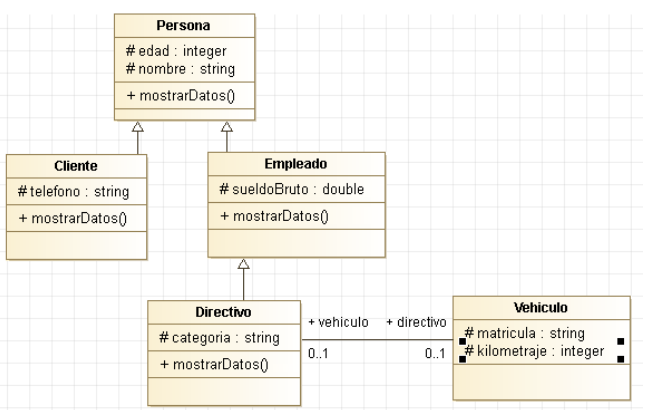 Persona
# edad : integer
# nombre : string
+ mostrarDatos()
Cliente
# telefono : string
+ mostrarDatos()
Empleado
# sueldoBruto : double
+ mostrarDatos()
Directivo
# categoria : string
+ mostrarDatos()
+ vehiculo + directivo
0..1 0..1
Vehiculo
# matricula : string
# kilometraje : integer